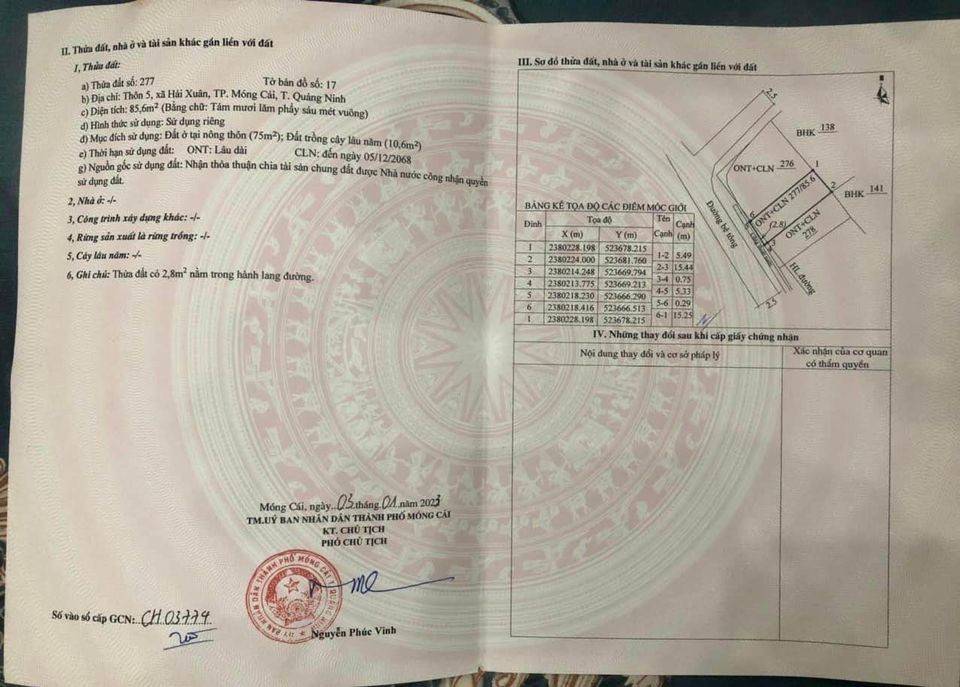 II. Thửa đất, nhà ở và tài sản khác gắn liền với đất
1, Thửa đất:
a) Thửa đất số: 277 Tờ bản đồ số: 17
b) Địa chỉ: Thôn 5, xã Hải Xuân, TP. Móng Cái, T. Quảng Ninh
c) Diện tích: 85,6m² (Bằng chữ: Tám mươi lăm phẩy sáu mét vuông)
d) Hình thức sử dụng: Sử dụng riêng
đ) Mục đích sử dụng: Đất ở tại nông thôn (75m²); Đất trồng cây lâu năm (10,6m²)
e) Thời hạn sử dụng đất: ONT: Lâu dài CLN: đến ngày 05/12/2068
g) Nguồn gốc sử dụng đất: Nhận thỏa thuận chia tài sản chung đất được Nhà nước công nhận quyền
sử dụng đất.
2, Nhà ở: -/-
3, Công trình xây dựng khác: -/-
4, Rừng sản xuất là rừng trồng: -/-
5, Cây lâu năm: -/-
6, Ghi chú: Thửa đất có 2,8m² nằm trong hành lang đường.
Móng Cái, ngày..03.tháng.01.năm 2023
TM.UỶ BAN NHÂN DÂN THÀNH PHỐ MÓNG CÁI
KT. CHỦ TỊCH
PHÓ CHỦ TỊCH
Nguyễn Phúc Vinh
Số vào sổ cấp GCN:..CH.03774
III. Sơ đồ thửa đất, nhà ở và tài sản khác gắn liền với đất
2.5
BHK 138
ONT+CLN 276
1
ONT+CLN 277/85.6
2
BHK 141
6
(2.8)
ONT+CLN
278
3
Đường bê tông
HL đường
2.5
BẢNG KÊ TỌA ĐỘ CÁC ĐIỂM MỐC GIỚI
Đỉnh Tọa độ Tên Cạnh Cạnh (m)
X (m) Y (m)
1 2380228.198 523678.215
1-2 5.49
2 2380224.000 523681.760
2-3 15.44
3 2380214.248 523669.794
3-4 0.75
4 2380213.775 523669.213
4-5 5.33
5 2380218.230 523666.290
5-6 0.29
6 2380218.416 523666.513
6-1 15.25
1 2380228.198 523678.215
IV. Những thay đổi sau khi cấp giấy chứng nhận
Nội dung thay đổi và cơ sở pháp lý
Xác nhận của cơ quan
có thẩm quyền